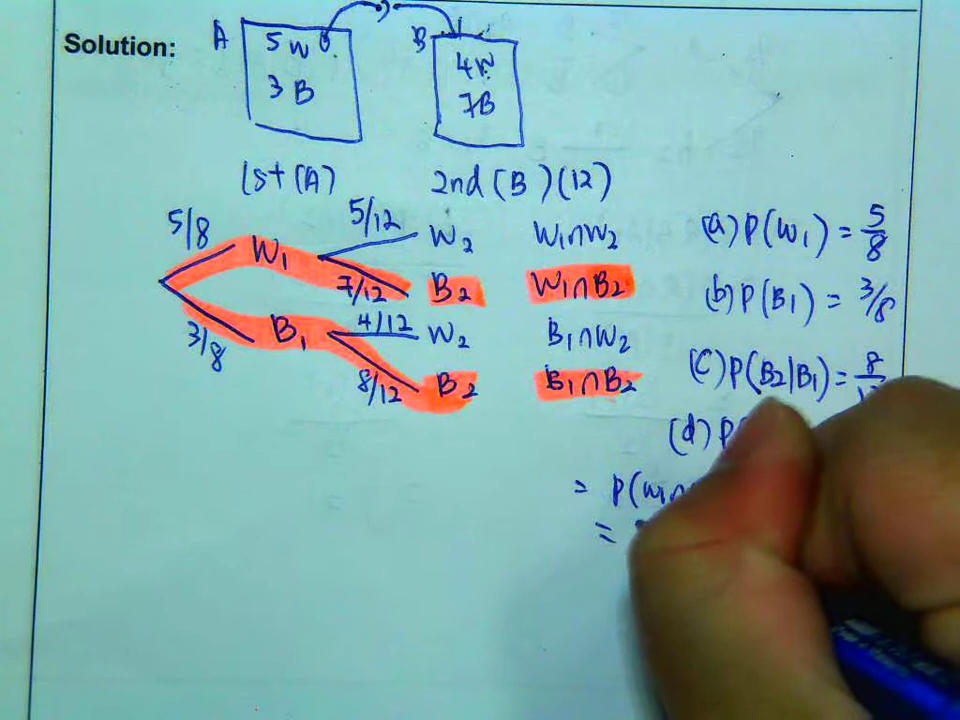 Solution:
A 5W B 4W
3B 7B
1st (A) 2nd (B) (12)
5/8 W₁ 5/12 W₂ W₁∩W₂
7/12 B₂ W₁∩B₂
3/8 B₁ 4/12 W₂ B₁∩W₂
8/12 B₂ B₁∩B₂
(a) P(W₁) = 5/8
(b) P(B₁) = 3/8
(c) P(B₂|B₁) = 8/
(d) P(
= P(W₁∩
=